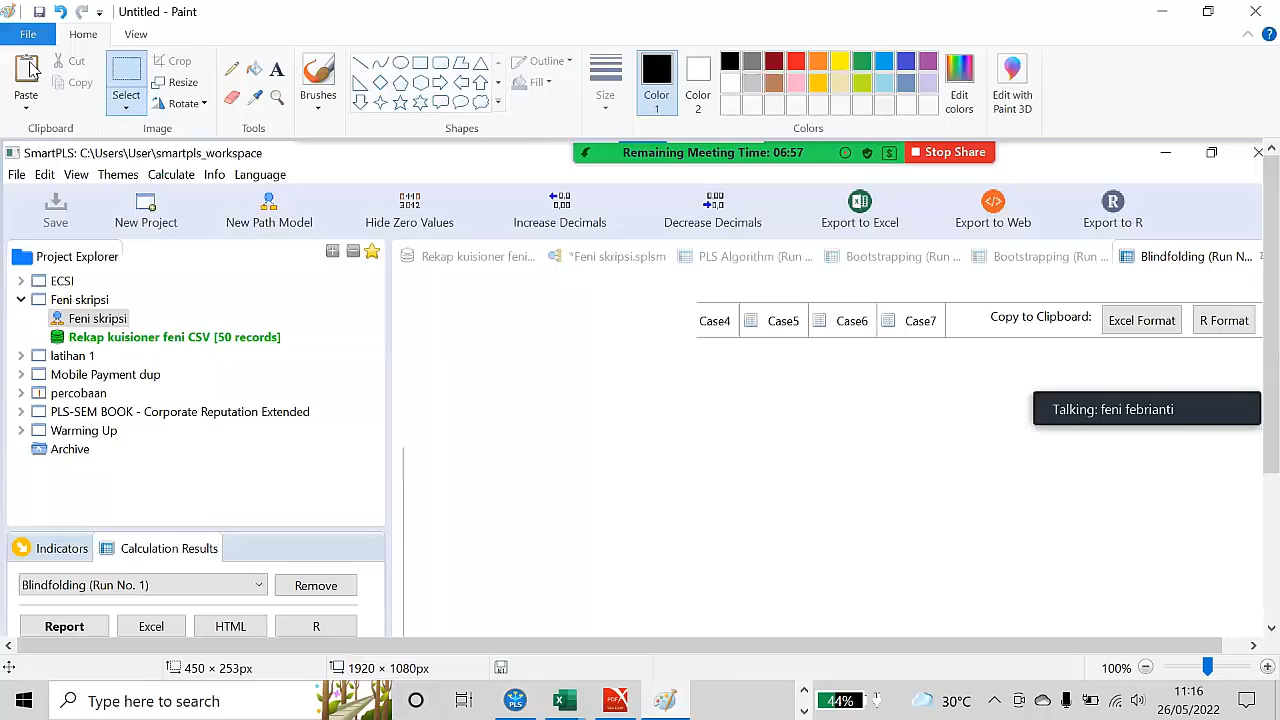 Untitled - Paint
File Home View
Paste
Cut
Copy
Clipboard
Select
Crop
Resize
Rotate
Image
Tools
Brushes
Outline
Fill
Shapes
Size
Color 1
Color 2
Edit colors
Colors
Edit with Paint 3D
SmartPLS: C:\Users\User\smartpls_workspace
Remaining Meeting Time: 06:57
Stop Share
File Edit View Themes Calculate Info Language
Save
New Project
New Path Model
Hide Zero Values
Increase Decimals
Decrease Decimals
Export to Excel
Export to Web
Export to R
Project Explorer
Rekap kuisioner feni...
*Feni skripsi.splsm
PLS Algorithm (Run ...
Bootstrapping (Run ...
Bootstrapping (Run ...
Blindfolding (Run N...
ECSI
Feni skripsi
Feni skripsi
Rekap kuisioner feni CSV [50 records]
latihan 1
Mobile Payment dup
percobaan
PLS-SEM BOOK - Corporate Reputation Extended
Warming Up
Archive
Case4 Case5 Case6 Case7
Copy to Clipboard:
Excel Format
R Format
Talking: feni febrianti
Indicators
Calculation Results
Blindfolding (Run No. 1)
Remove
Report
Excel
HTML
R
450 × 253px
1920 × 1080px
100%
Type here to search
PLS
PDF
44%
30°C
11:16
26/05/2022